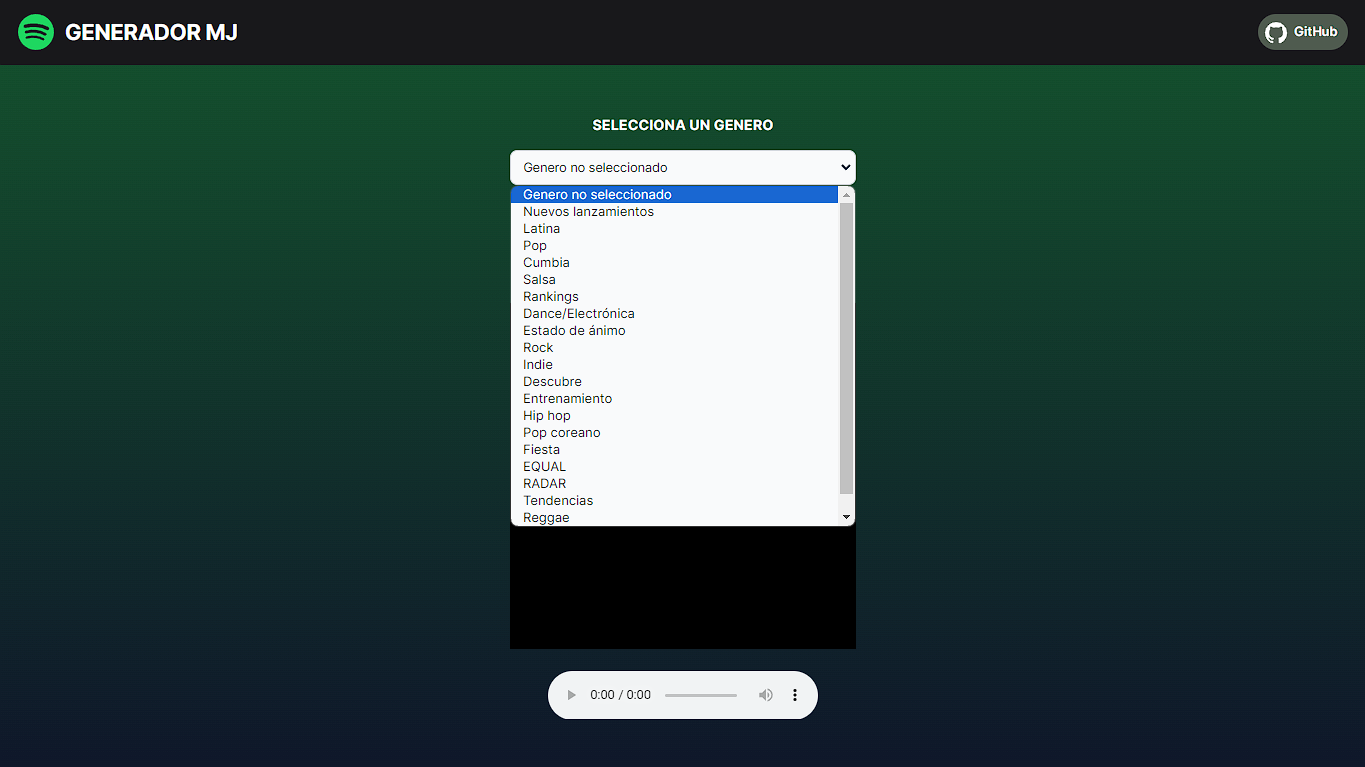 GENERADOR MJ
GitHub
SELECCIONA UN GENERO
Genero no seleccionado
Genero no seleccionado
Nuevos lanzamientos
Latina
Pop
Cumbia
Salsa
Rankings
Dance/Electrónica
Estado de ánimo
Rock
Indie
Descubre
Entrenamiento
Hip hop
Pop coreano
Fiesta
EQUAL
RADAR
Tendencias
Reggae
0:00 / 0:00